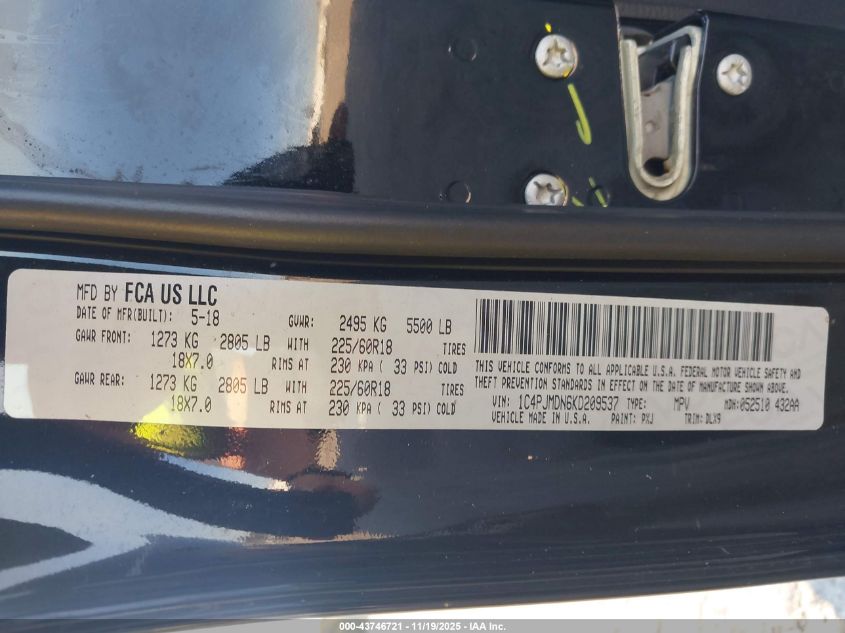 MFD BY FCA US LLC
DATE OF MFR(BUILT): 5-18 GVWR: 2495 KG 5500 LB
GAWR FRONT: 1273 KG 2805 LB WITH 225/60R18 TIRES
18X7.0 RIMS AT 230 KPA ( 33 PSI) COLD
GAWR REAR: 1273 KG 2805 LB WITH 225/60R18 TIRES
18X7.0 RIMS AT 230 KPA ( 33 PSI) COLD
THIS VEHICLE CONFORMS TO ALL APPLICABLE U.S.A. FEDERAL MOTOR VEHICLE SAFETY
AND THEFT PREVENTION STANDARDS IN EFFECT ON THE DATE OF MANUFACTURE SHOWN ABOVE.
VIN: 1C4PJMDN6KD209537 TYPE: MPV MDH: 052510 432AA
VEHICLE MADE IN U.S.A. PAINT: PXJ TRIM: DLX9
000-43746721 - 11/19/2025 - IAA Inc.